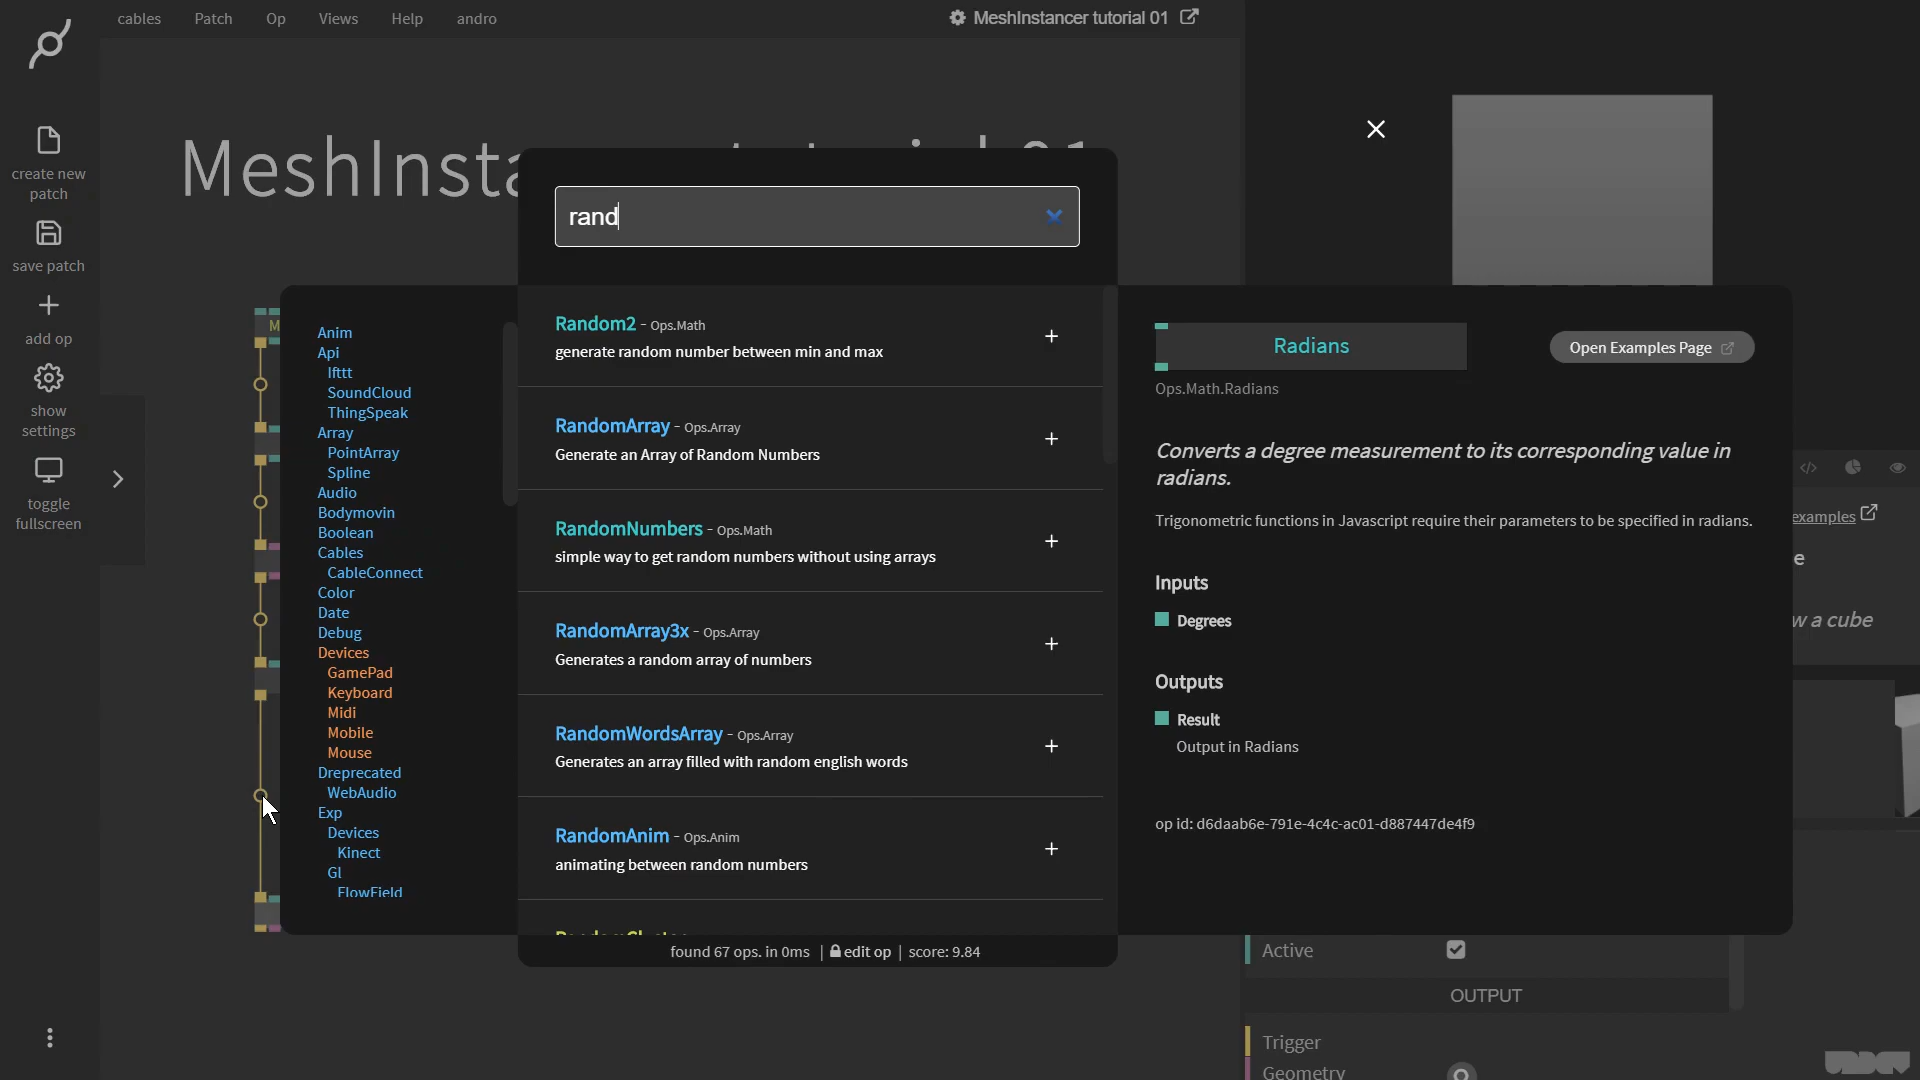 cables
Patch
Op
Views
Help
andro
MeshInstancer tutorial 01
create new
patch
save patch
add op
show
settings
toggle
fullscreen
rand
Anim
Api
Ifttt
SoundCloud
ThingSpeak
Array
PointArray
Spline
Audio
Bodymovin
Boolean
Cables
CableConnect
Color
Date
Debug
Devices
GamePad
Keyboard
Midi
Mobile
Mouse
Dreprecated
WebAudio
Exp
Devices
Kinect
Gl
FlowField
Random2 - Ops.Math
generate random number between min and max
RandomArray - Ops.Array
Generate an Array of Random Numbers
RandomNumbers - Ops.Math
simple way to get random numbers without using arrays
RandomArray3x - Ops.Array
Generates a random array of numbers
RandomWordsArray - Ops.Array
Generates an array filled with random english words
RandomAnim - Ops.Anim
animating between random numbers
found 67 ops. in 0ms | edit op | score: 9.84
Radians
Open Examples Page
Ops.Math.Radians
Converts a degree measurement to its corresponding value in
radians.
Trigonometric functions in Javascript require their parameters to be specified in radians.
Inputs
Degrees
Outputs
Result
Output in Radians
op id: d6daab6e-791e-4c4c-ac01-d887447de4f9
examples
w a cube
Active
OUTPUT
Trigger
Geometry